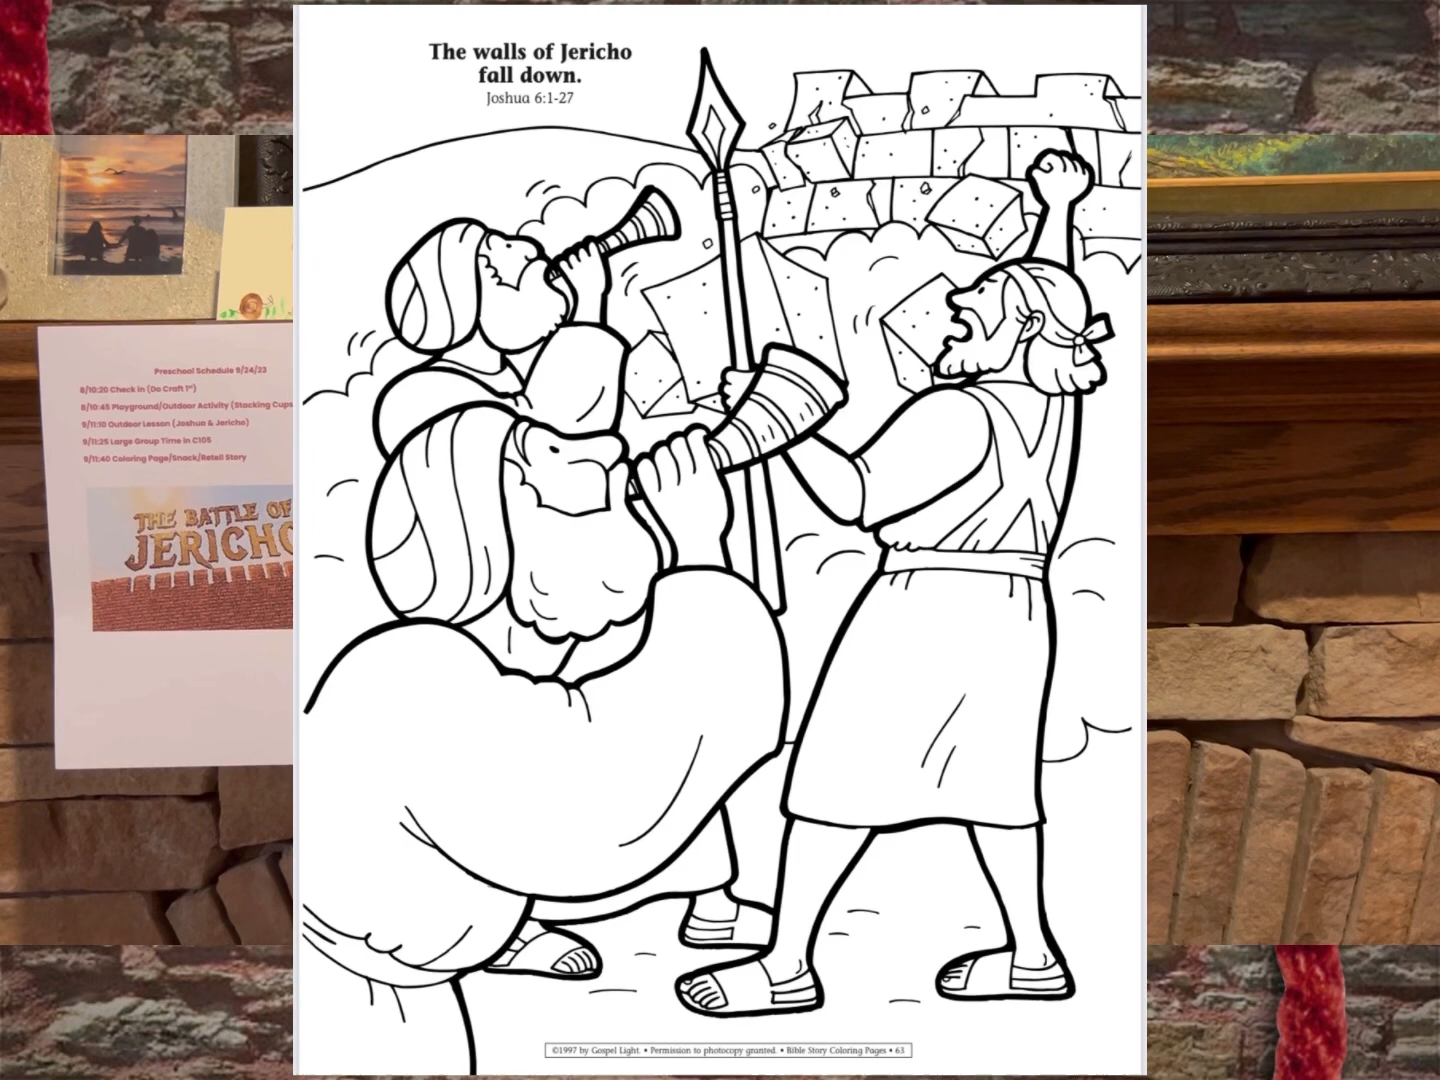 The walls of Jericho
fall down.
Joshua 6:1-27
Preschool Schedule 9/24/23
8/10:20 Check in (Do Craft 1st)
8/10:45 Playground/Outdoor Activity (Stacking Cups
9/11:10 Outdoor Lesson (Joshua & Jericho)
9/11:25 Large Group Time in C105
9/11:40 Coloring Page/Snack/Retell Story
THE BATTLE OF
JERICHO
©1997 by Gospel Light. • Permission to photocopy granted. • Bible Story Coloring Pages • 63